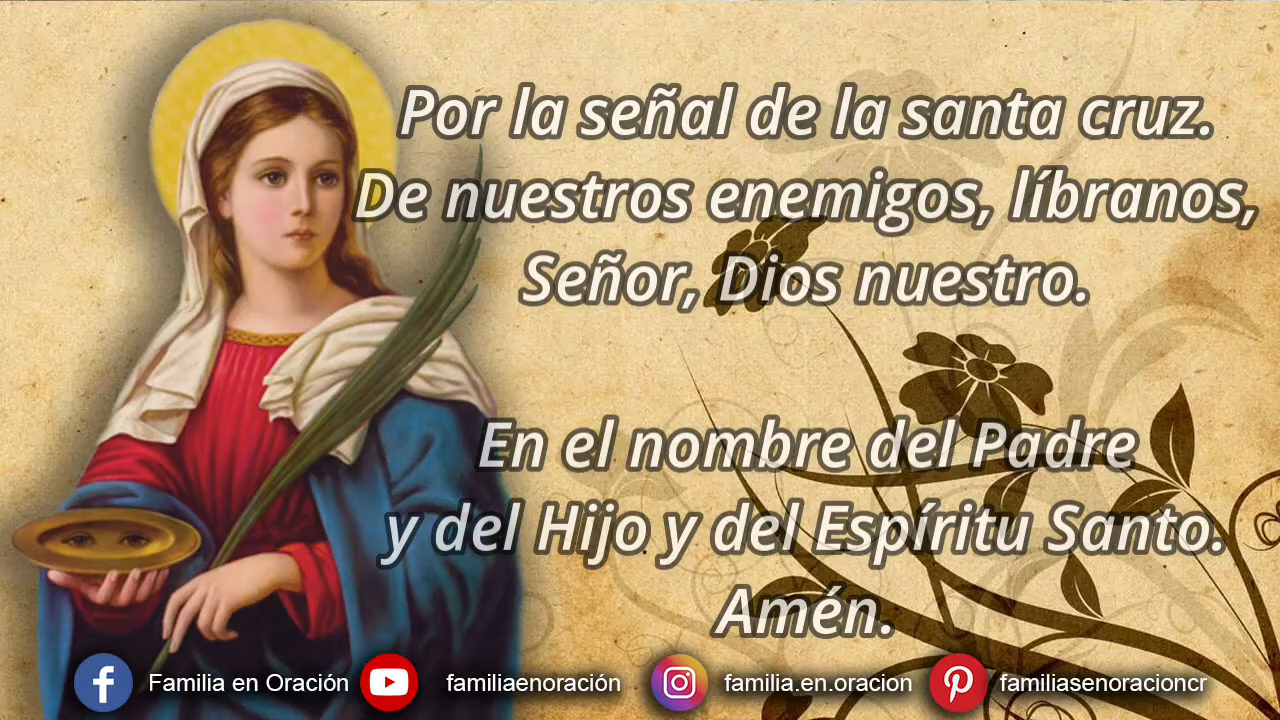 Por la señal de la santa cruz.
De nuestros enemigos, líbranos,
Señor, Dios nuestro.
En el nombre del Padre
y del Hijo y del Espíritu Santo.
Amén.
Familia en Oración
familiaenoración
familia.en.oracion
familiasenoracioncr